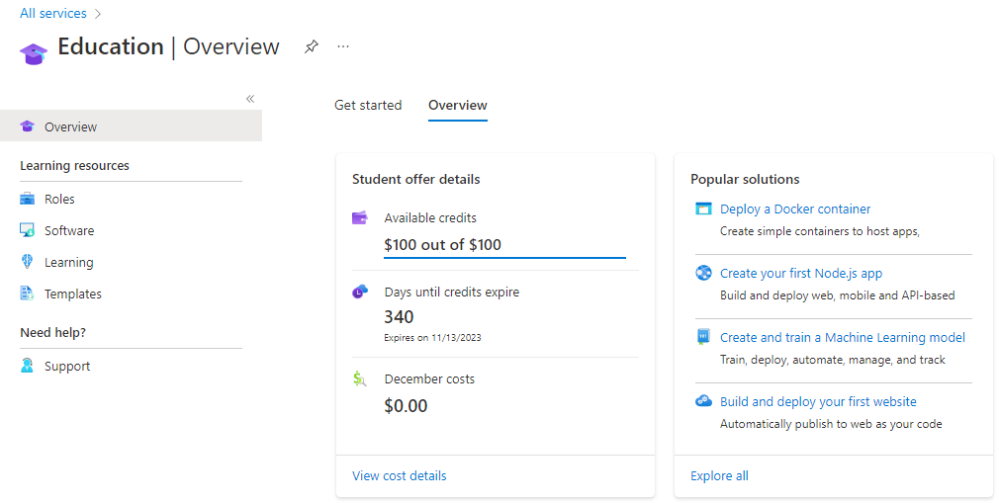 All services
Education | Overview
Overview
Learning resources
Roles
Software
Learning
Templates
Need help?
Support
Get started
Overview
Student offer details
Available credits
$100 out of $100
Days until credits expire
340
Expires on 11/13/2023
December costs
$0.00
View cost details
Popular solutions
Deploy a Docker container
Create simple containers to host apps,
Create your first Node.js app
Build and deploy web, mobile and API-based
Create and train a Machine Learning model
Train, deploy, automate, manage, and track
Build and deploy your first website
Automatically publish to web as your code
Explore all